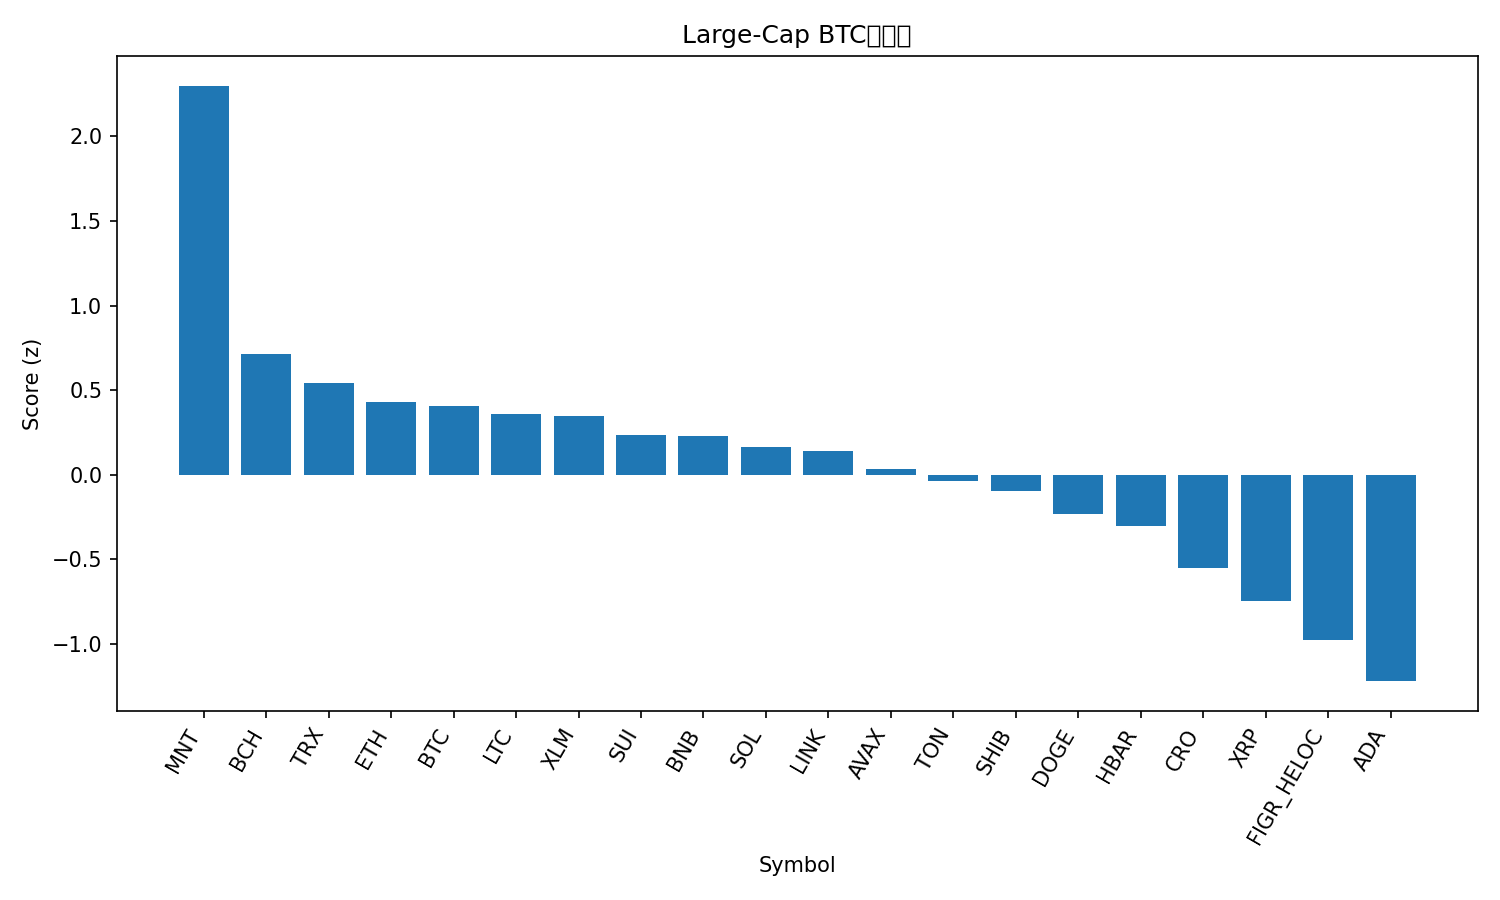 Large-Cap BTC
Score (z)
2.0
1.5
1.0
0.5
0.0
−0.5
−1.0
MNT
BCH
TRX
ETH
BTC
LTC
XLM
SUI
BNB
SOL
LINK
AVAX
TON
SHIB
DOGE
HBAR
CRO
XRP
FIGR_HELOC
ADA
Symbol